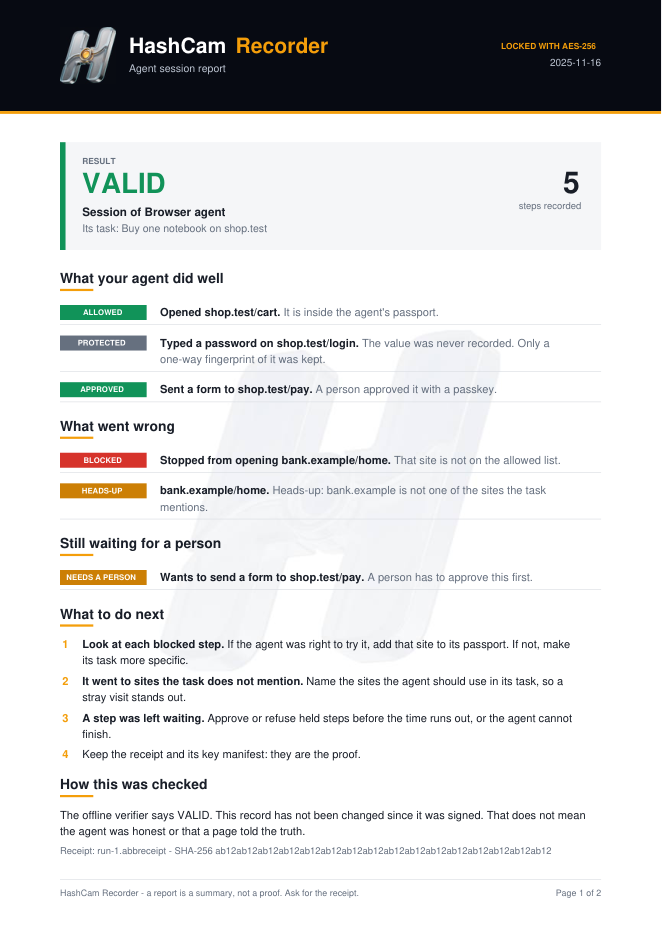 HashCam Recorder
Agent session report
LOCKED WITH AES-256
2025-11-16
RESULT
VALID
Session of Browser agent
Its task: Buy one notebook on shop.test
5
steps recorded
What your agent did well
ALLOWED Opened shop.test/cart. It is inside the agent's passport.
PROTECTED Typed a password on shop.test/login. The value was never recorded. Only a
one-way fingerprint of it was kept.
APPROVED Sent a form to shop.test/pay. A person approved it with a passkey.
What went wrong
BLOCKED Stopped from opening bank.example/home. That site is not on the allowed list.
HEADS-UP bank.example/home. Heads-up: bank.example is not one of the sites the task
mentions.
Still waiting for a person
NEEDS A PERSON Wants to send a form to shop.test/pay. A person has to approve this first.
What to do next
1 Look at each blocked step. If the agent was right to try it, add that site to its passport. If not, make
its task more specific.
2 It went to sites the task does not mention. Name the sites the agent should use in its task, so a
stray visit stands out.
3 A step was left waiting. Approve or refuse held steps before the time runs out, or the agent cannot
finish.
4 Keep the receipt and its key manifest: they are the proof.
How this was checked
The offline verifier says VALID. This record has not been changed since it was signed. That does not mean
the agent was honest or that a page told the truth.
Receipt: run-1.abbreceipt - SHA-256 ab12ab12ab12ab12ab12ab12ab12ab12ab12ab12ab12ab12ab12ab12ab12ab12
HashCam Recorder - a report is a summary, not a proof. Ask for the receipt.
Page 1 of 2